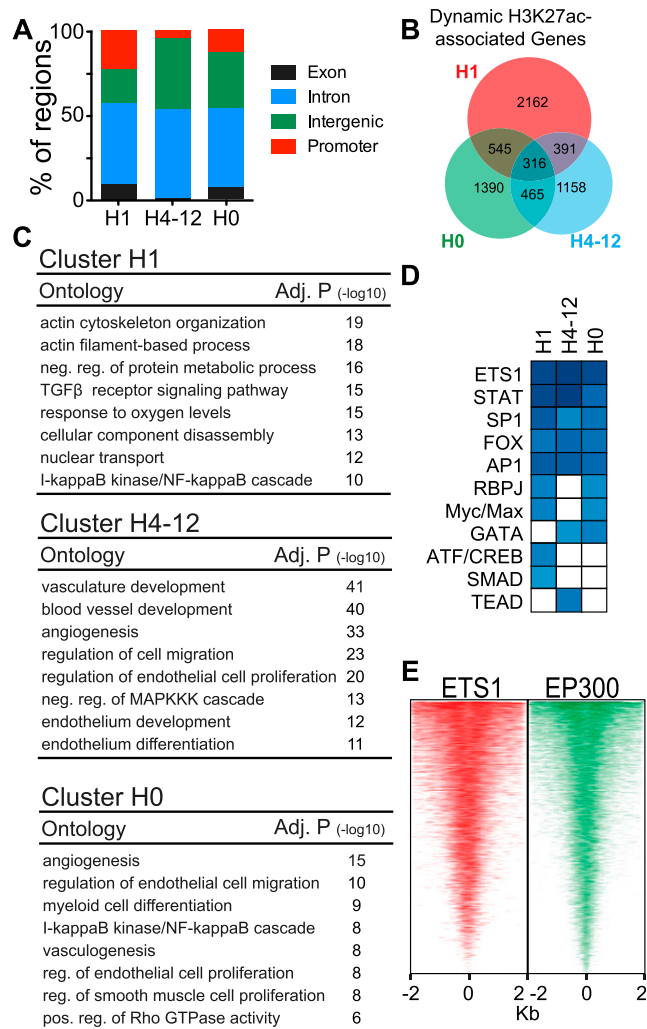 A
% of regions
100
50
0
H1 H4-12 H0
Exon
Intron
Intergenic
Promoter
B
Dynamic H3K27ac-
associated Genes
H1
2162
545
391
316
1390
465
1158
H0
H4-12
C
Cluster H1
Ontology Adj. P (-log10)
actin cytoskeleton organization 19
actin filament-based process 18
neg. reg. of protein metabolic process 16
TGFβ receptor signaling pathway 15
response to oxygen levels 15
cellular component disassembly 13
nuclear transport 12
I-kappaB kinase/NF-kappaB cascade 10
Cluster H4-12
Ontology Adj. P (-log10)
vasculature development 41
blood vessel development 40
angiogenesis 33
regulation of cell migration 23
regulation of endothelial cell proliferation 20
neg. reg. of MAPKKK cascade 13
endothelium development 12
endothelium differentiation 11
Cluster H0
Ontology Adj. P (-log10)
angiogenesis 15
regulation of endothelial cell migration 10
myeloid cell differentiation 9
I-kappaB kinase/NF-kappaB cascade 8
vasculogenesis 8
reg. of endothelial cell proliferation 8
reg. of smooth muscle cell proliferation 8
pos. reg. of Rho GTPase activity 6
D
H1 H4-12 H0
ETS1
STAT
SP1
FOX
AP1
RBPJ
Myc/Max
GATA
ATF/CREB
SMAD
TEAD
E
ETS1 EP300
-2 0 2 -2 0 2
Kb